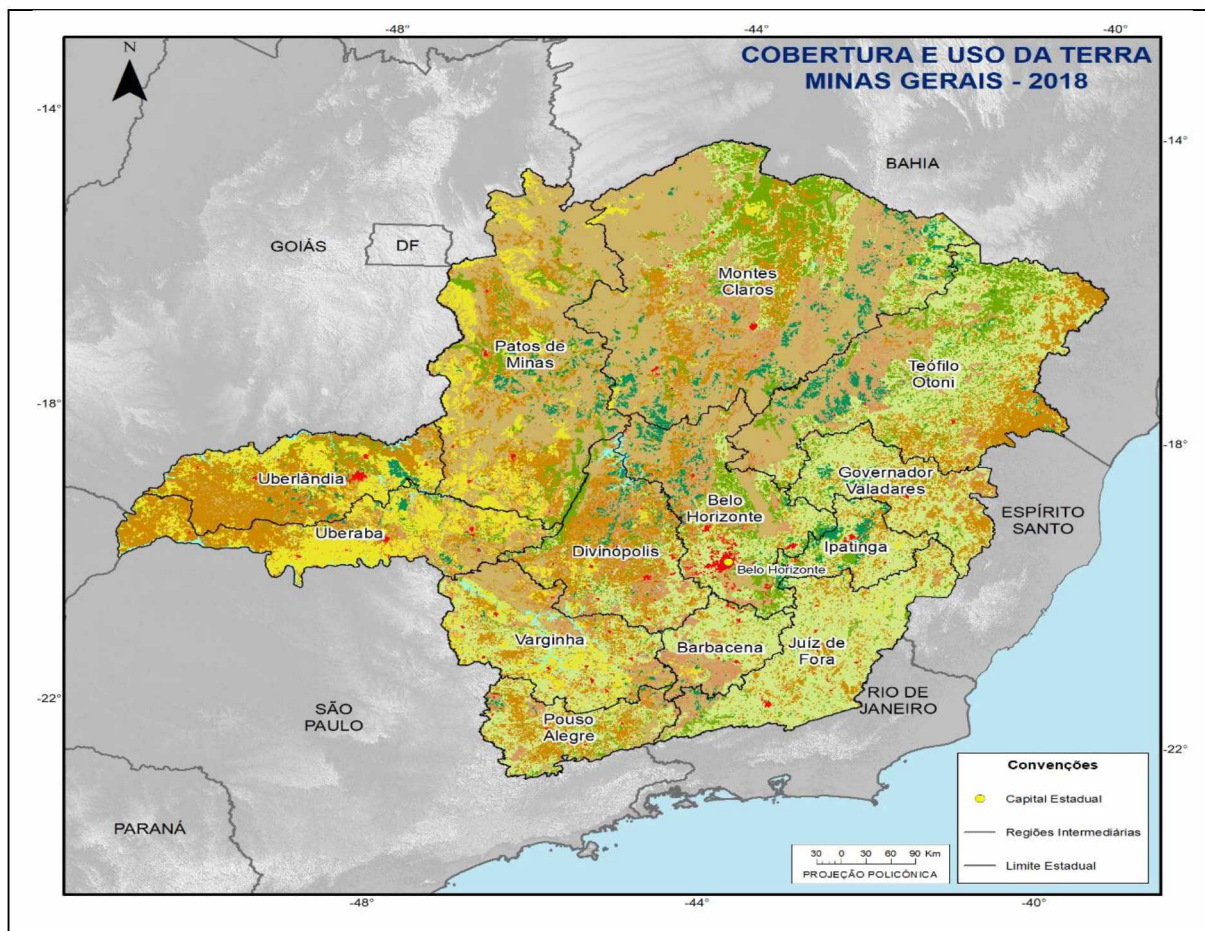 -48°
-44°
-40°
N
COBERTURA E USO DA TERRA
MINAS GERAIS - 2018
-14°
-14°
BAHIA
GOIÁS
DF
Montes
Claros
Patos de
Minas
Teófilo
Otoni
-18°
-18°
Uberlândia
Governador
Valadares
Belo
Horizonte
ESPÍRITO
SANTO
Uberaba
Divinópolis
Ipatinga
Belo Horizonte
Varginha
Barbacena
Juíz de
Fora
-22°
RIO DE
JANEIRO
SÃO
PAULO
Pouso
Alegre
-22°
Convenções
Capital Estadual
PARANÁ
Regiões Intermediárias
30 0 30 60 90 Km
PROJEÇÃO POLICÔNICA
Limite Estadual
-48°
-44°
-40°